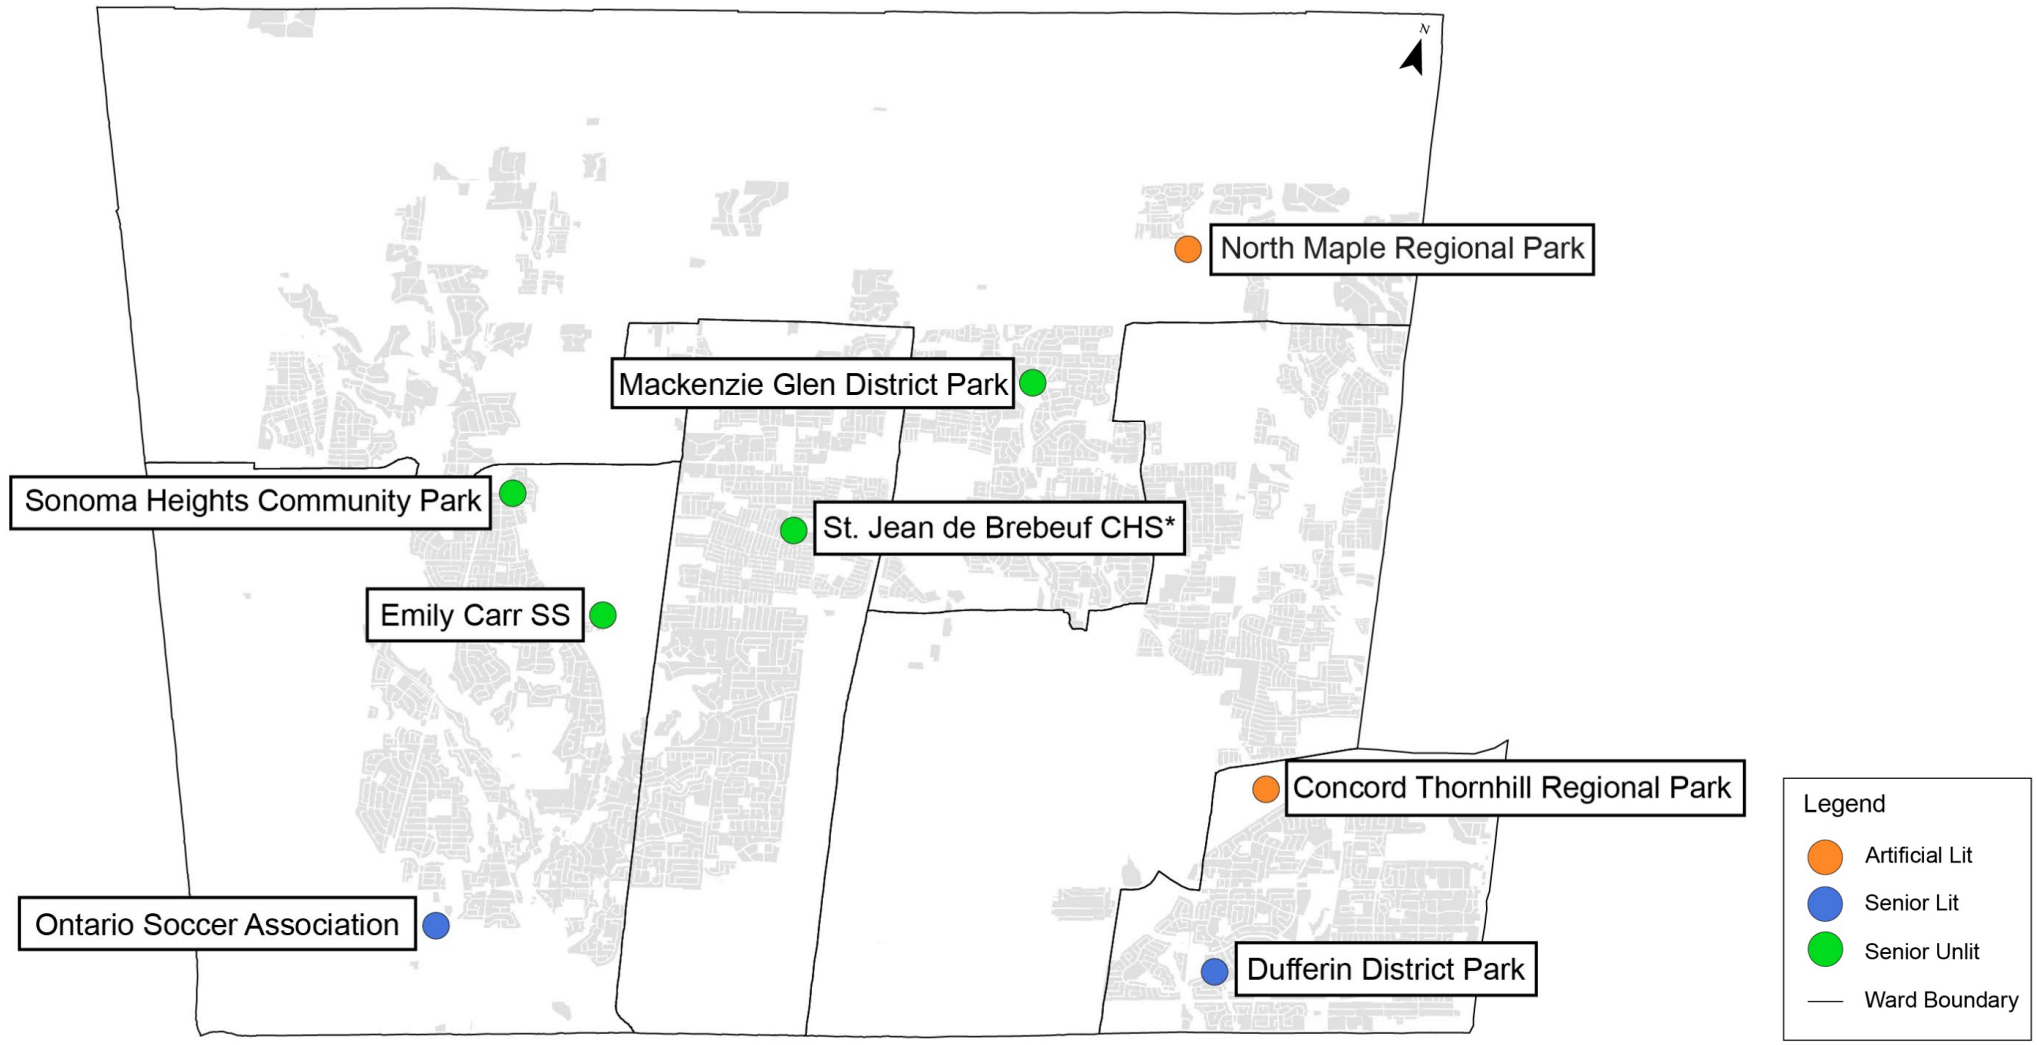 N
North Maple Regional Park
Mackenzie Glen District Park
Sonoma Heights Community Park
St. Jean de Brebeuf CHS*
Emily Carr SS
Concord Thornhill Regional Park
Ontario Soccer Association
Dufferin District Park
Legend
Artificial Lit
Senior Lit
Senior Unlit
Ward Boundary